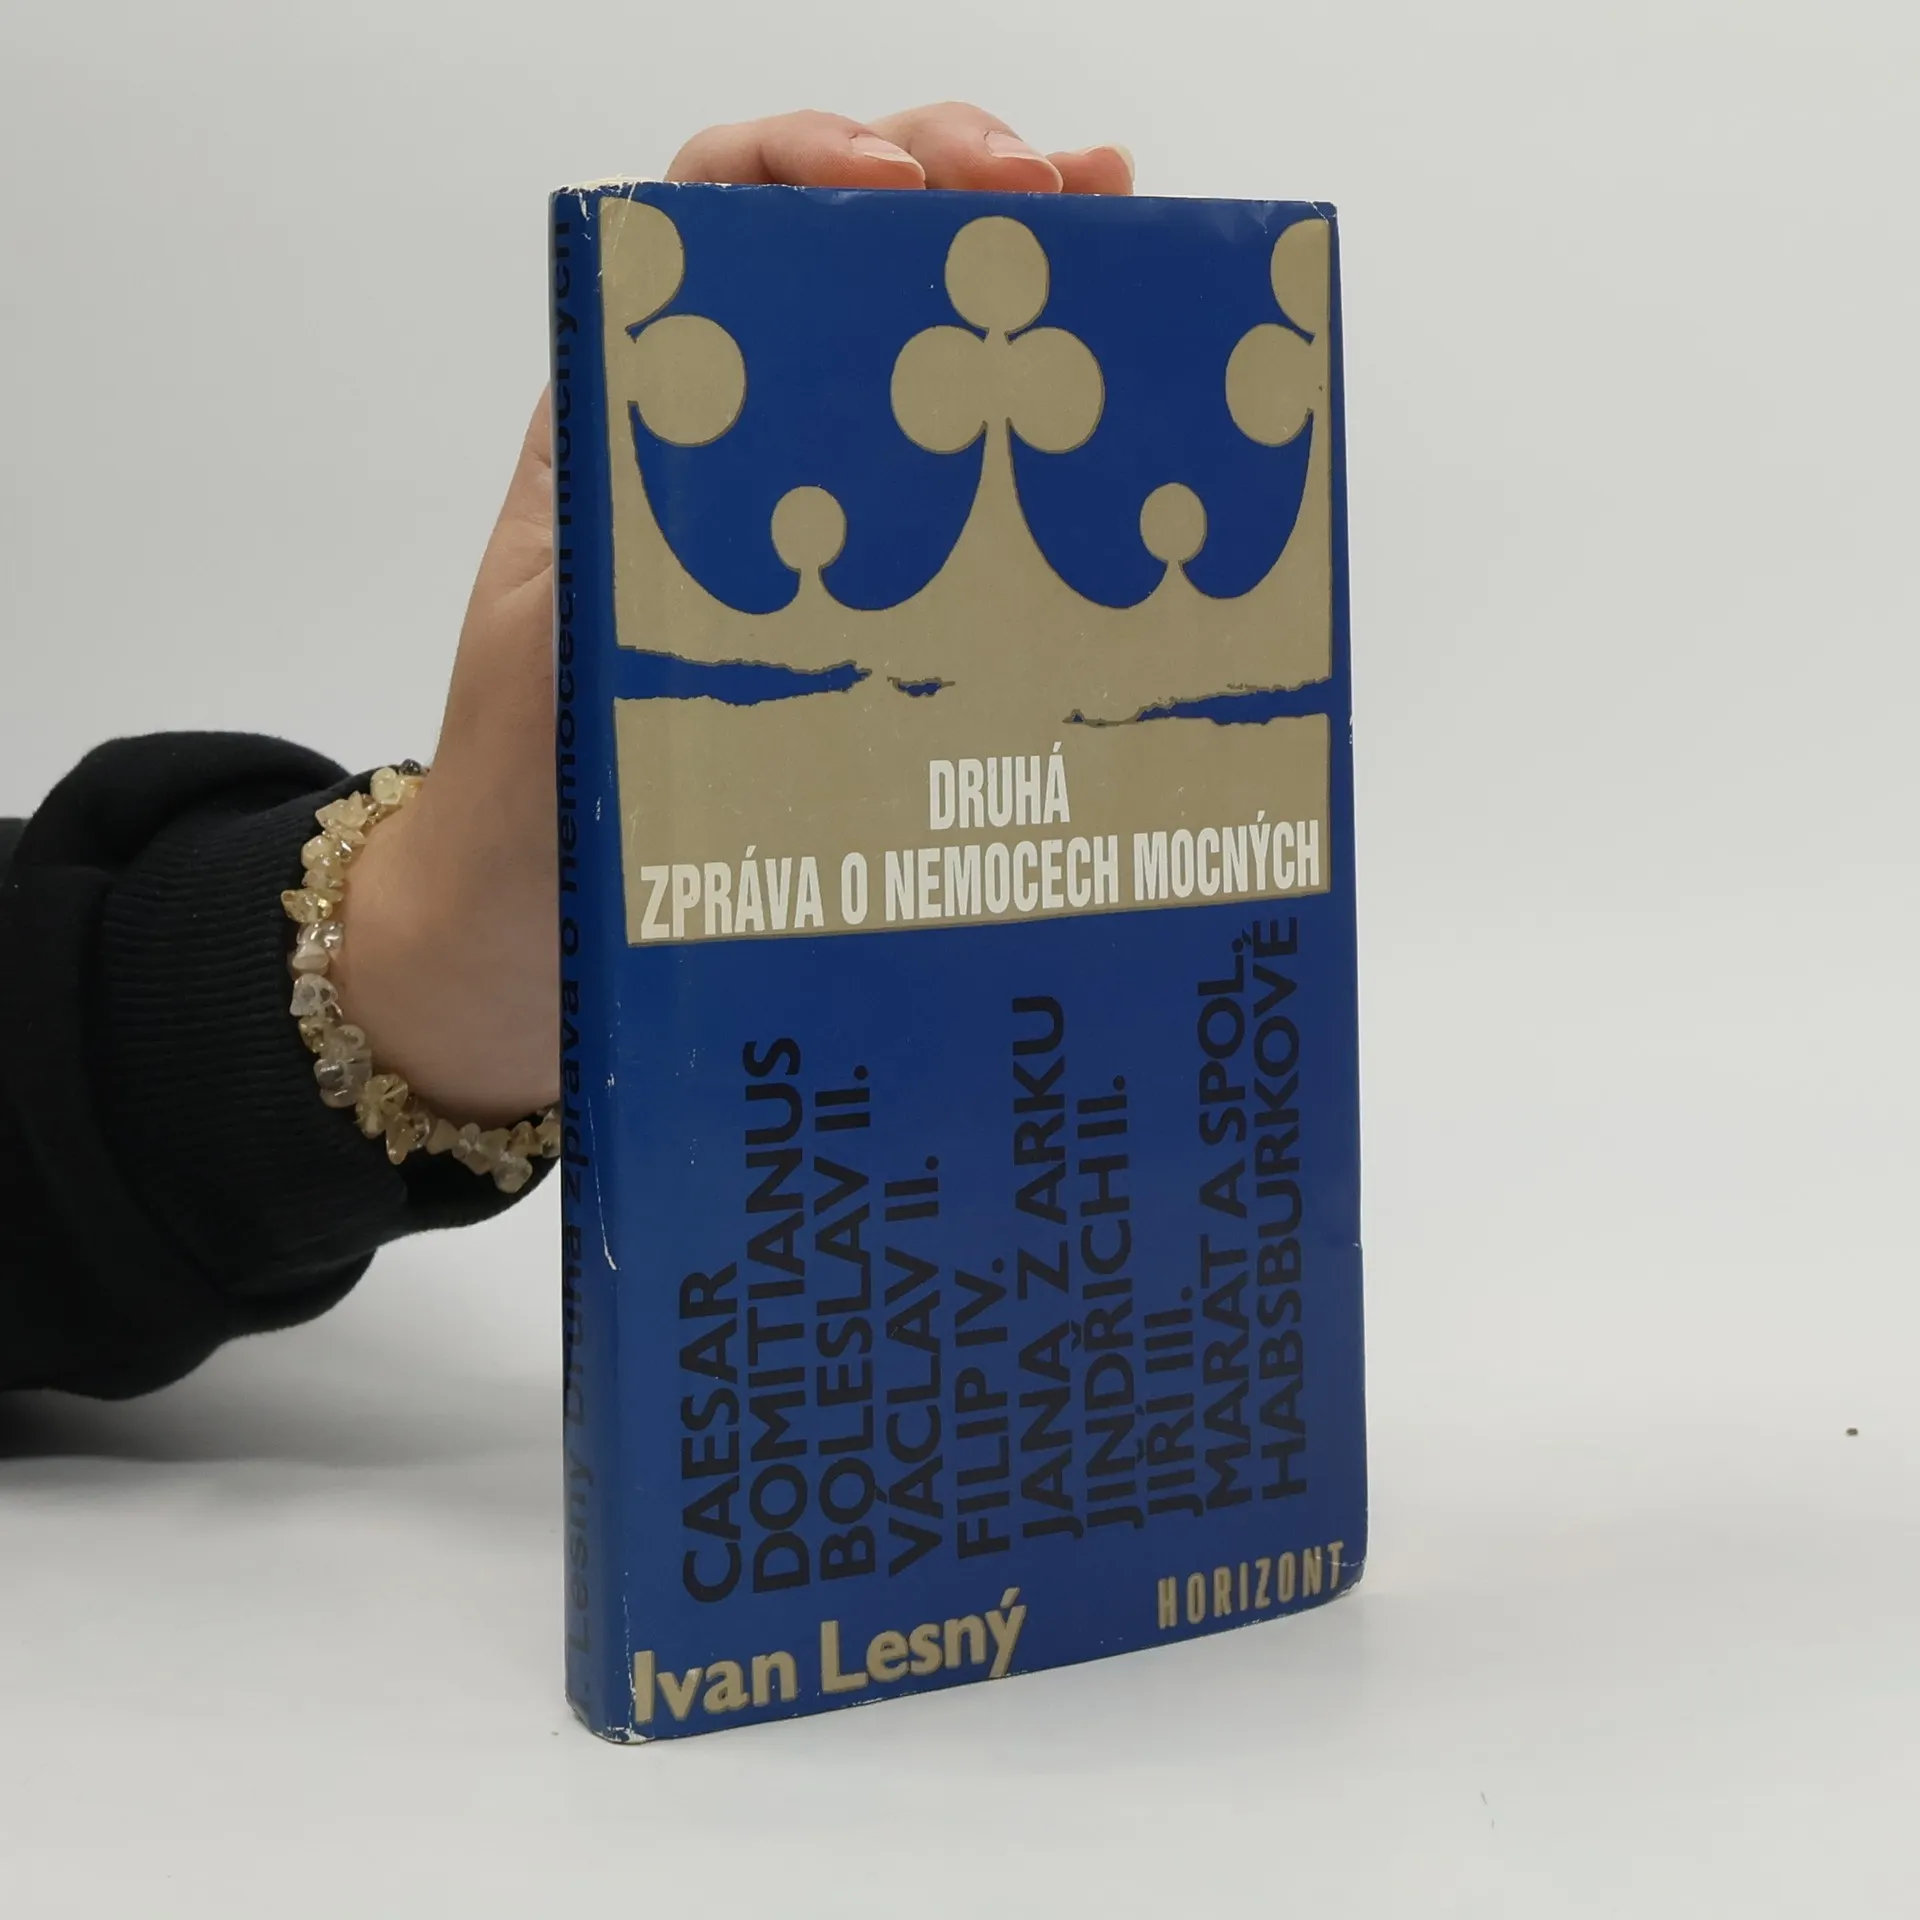 DRUHÁ
ZPRÁVA O NEMOCECH MOCNÝCH
CAESAR
DOMITIANUS
BOLESLAV II.
VÁCLAV II.
FILIP IV.
JANA Z ARKU
JINDŘICH II.
JIŘÍ III.
MARAT A SPOL.
HABSBURKOVÉ
Ivan Lesný
HORIZONT
I. Lesný Druhá zpráva o nemocech mocných